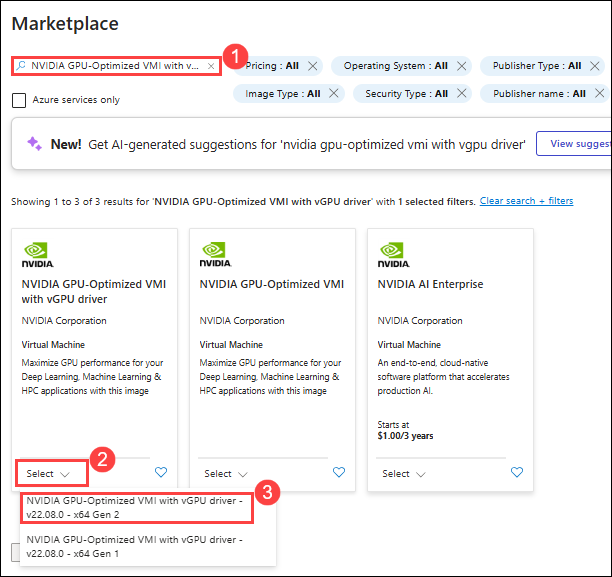 Marketplace
NVIDIA GPU-Optimized VMI with v...
1
Pricing : All
Operating System : All
Publisher Type : All
Azure services only
Image Type : All
Security Type : All
Publisher name : All
New! Get AI-generated suggestions for 'nvidia gpu-optimized vmi with vgpu driver'
View suggest
Showing 1 to 3 of 3 results for 'NVIDIA GPU-Optimized VMI with vGPU driver' with 1 selected filters. Clear search + filters
NVIDIA.
NVIDIA GPU-Optimized VMI
with vGPU driver
NVIDIA Corporation
Virtual Machine
Maximize GPU performance for your
Deep Learning, Machine Learning &
HPC applications with this image
Select
2
NVIDIA.
NVIDIA GPU-Optimized VMI
NVIDIA Corporation
Virtual Machine
Maximize GPU performance for your
Deep Learning, Machine Learning &
HPC applications with this image
Select
NVIDIA.
NVIDIA AI Enterprise
NVIDIA Corporation
Virtual Machine
An end-to-end, cloud-native
software platform that accelerates
production AI.
Starts at
$1.00/3 years
Select
NVIDIA GPU-Optimized VMI with vGPU driver -
v22.08.0 - x64 Gen 2
3
NVIDIA GPU-Optimized VMI with vGPU driver -
v22.08.0 - x64 Gen 1